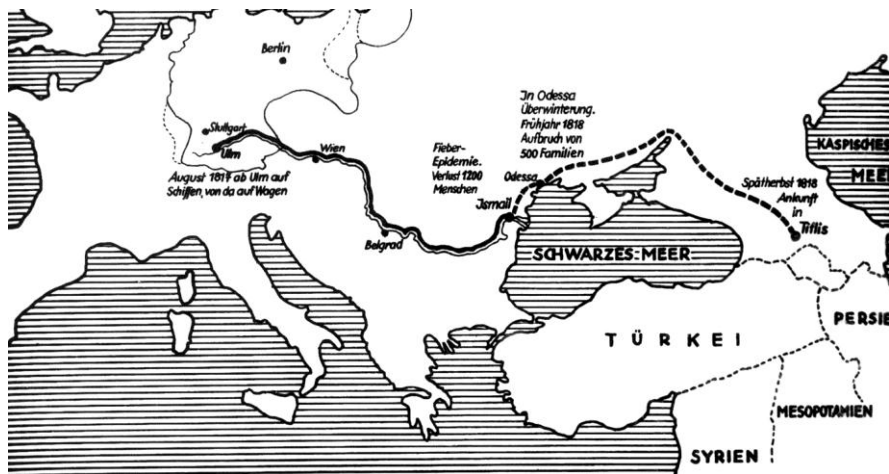 Berlin
Stuttgart
Ulm
August 1817 ab Ulm auf
Schiffen, von da auf Wagen
Wien
Belgrad
Fieber-
Epidemie.
Verlust 1200
Menschen
Ismail
Odessa
In Odessa
Überwinterung.
Frühjahr 1818
Aufbruch von
500 Familien
Spätherbst 1818
Ankunft
in
Tiflis
KASPISCHES
MEER
SCHWARZES-MEER
TÜRKEI
PERSIE
MESOPOTAMIEN
SYRIEN